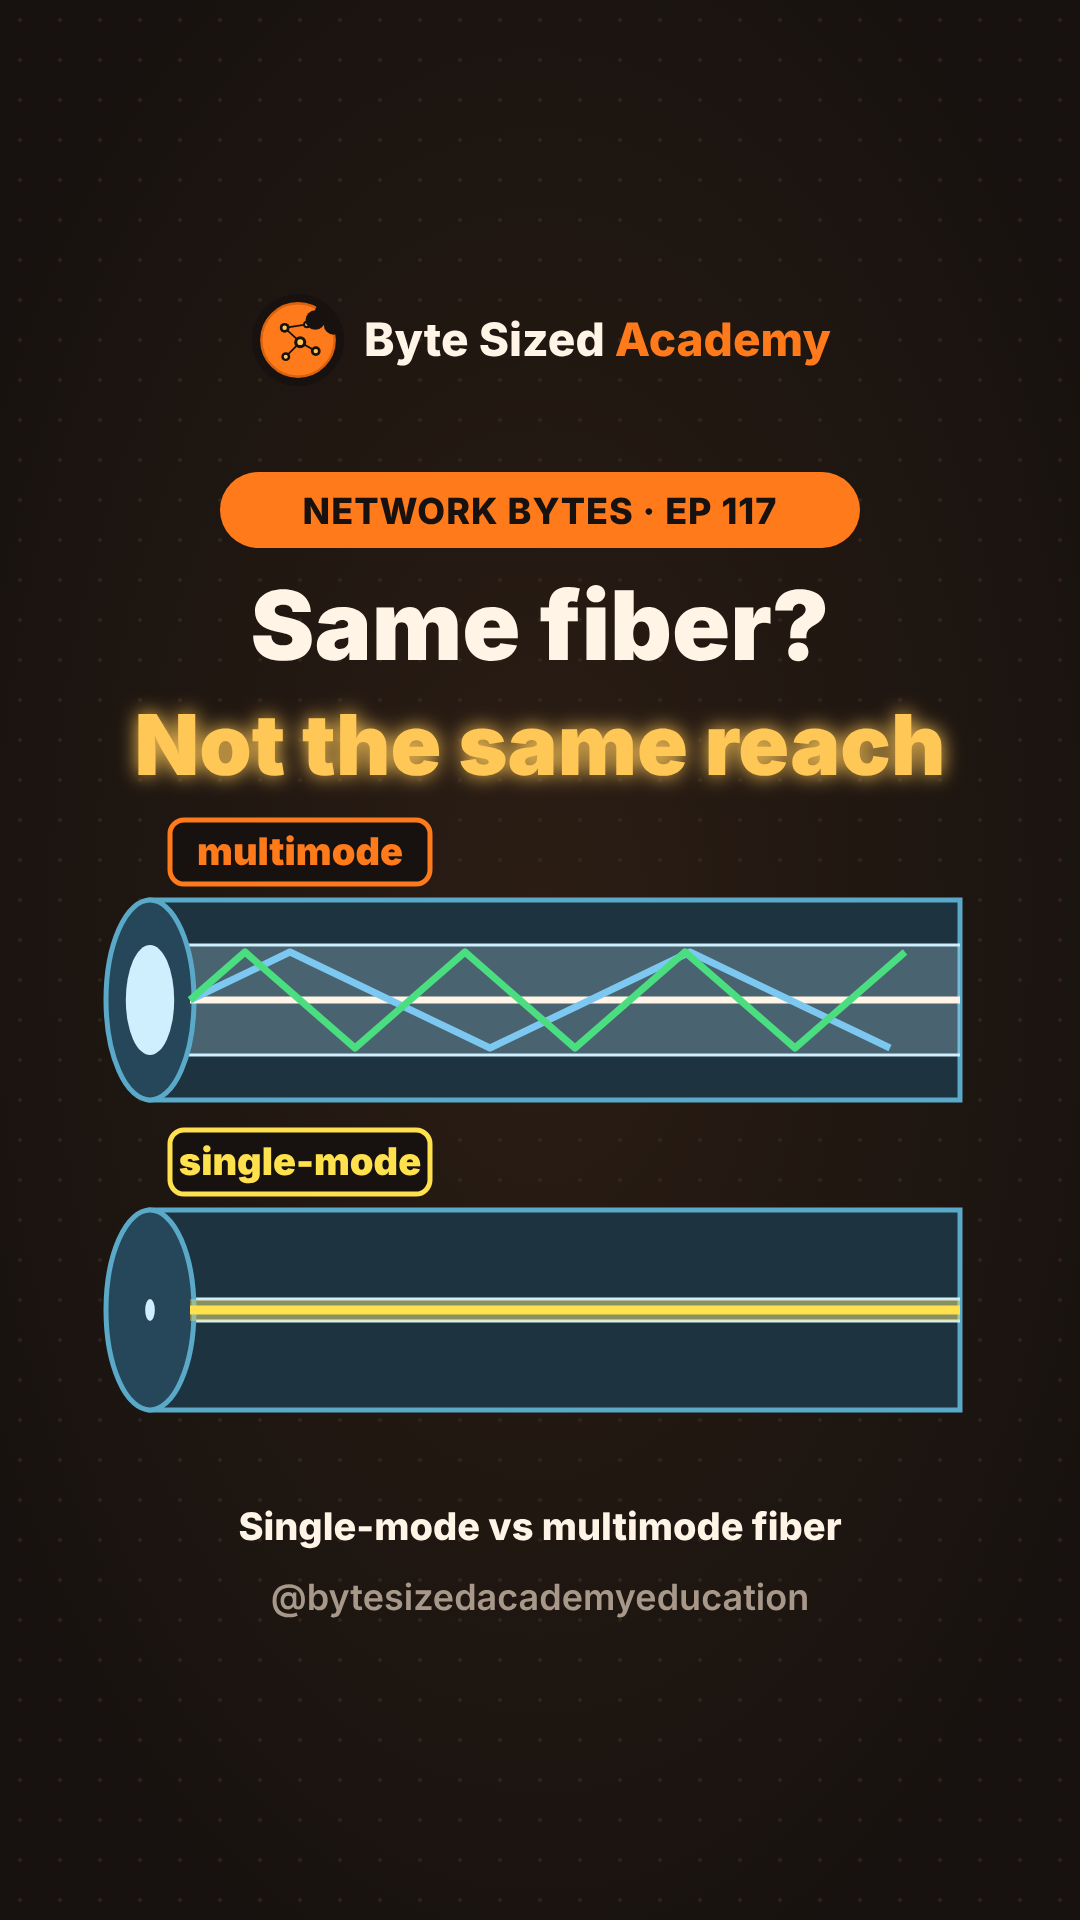 Byte Sized Academy
NETWORK BYTES · EP 117
Same fiber?
Not the same reach
multimode
single-mode
Single-mode vs multimode fiber
@bytesizedacademyeducation